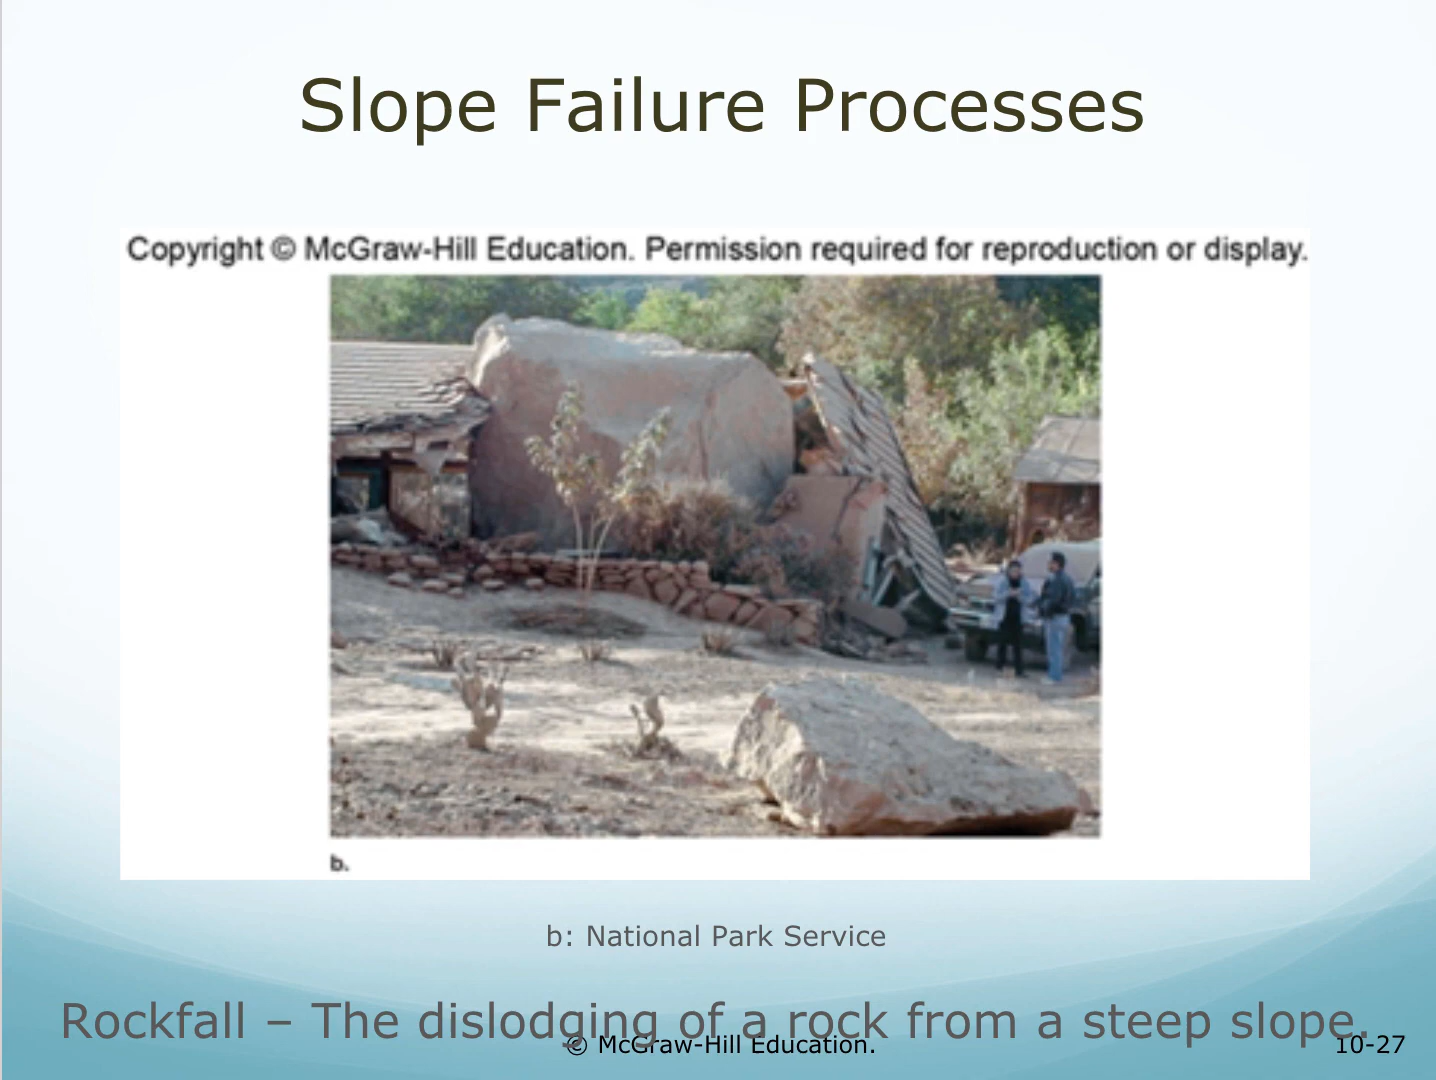 Slope Failure Processes
Copyright © McGraw-Hill Education. Permission required for reproduction or display.
b.
b: National Park Service
Rockfall – The dislodging of a rock from a steep slope.
© McGraw-Hill Education.
10-27